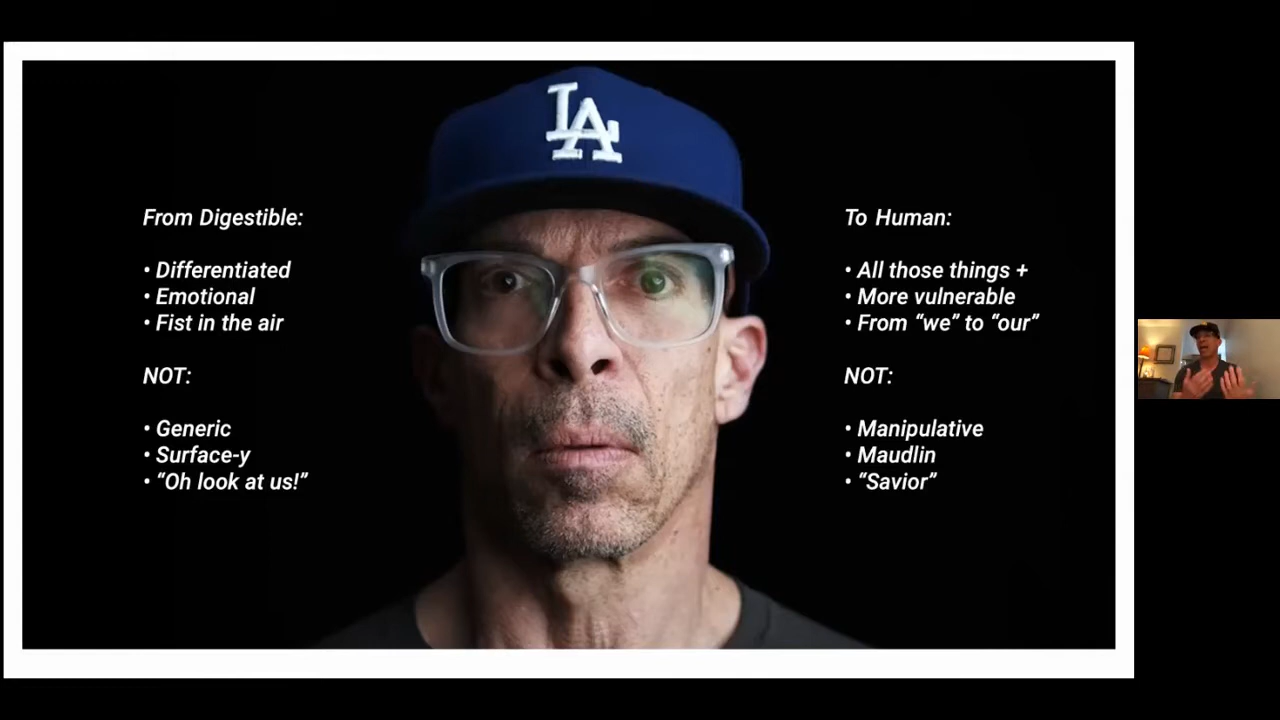 LA
From Digestible:
• Differentiated
• Emotional
• Fist in the air
NOT:
• Generic
• Surface-y
• “Oh look at us!”
To Human:
• All those things +
• More vulnerable
• From “we” to “our”
NOT:
• Manipulative
• Maudlin
• “Savior”